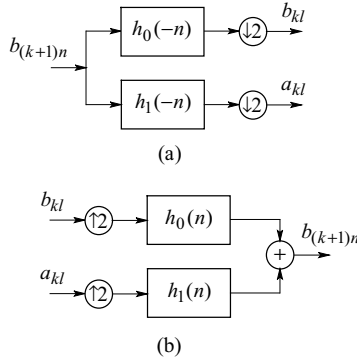 b_{kl}
h_0(−n) ↓2
b_{(k+1)n}
a_{kl}
h_1(−n) ↓2
(a)
b_{kl}
↑2 h_0(n)
b_{(k+1)n}
+
a_{kl}
↑2 h_1(n)
(b)